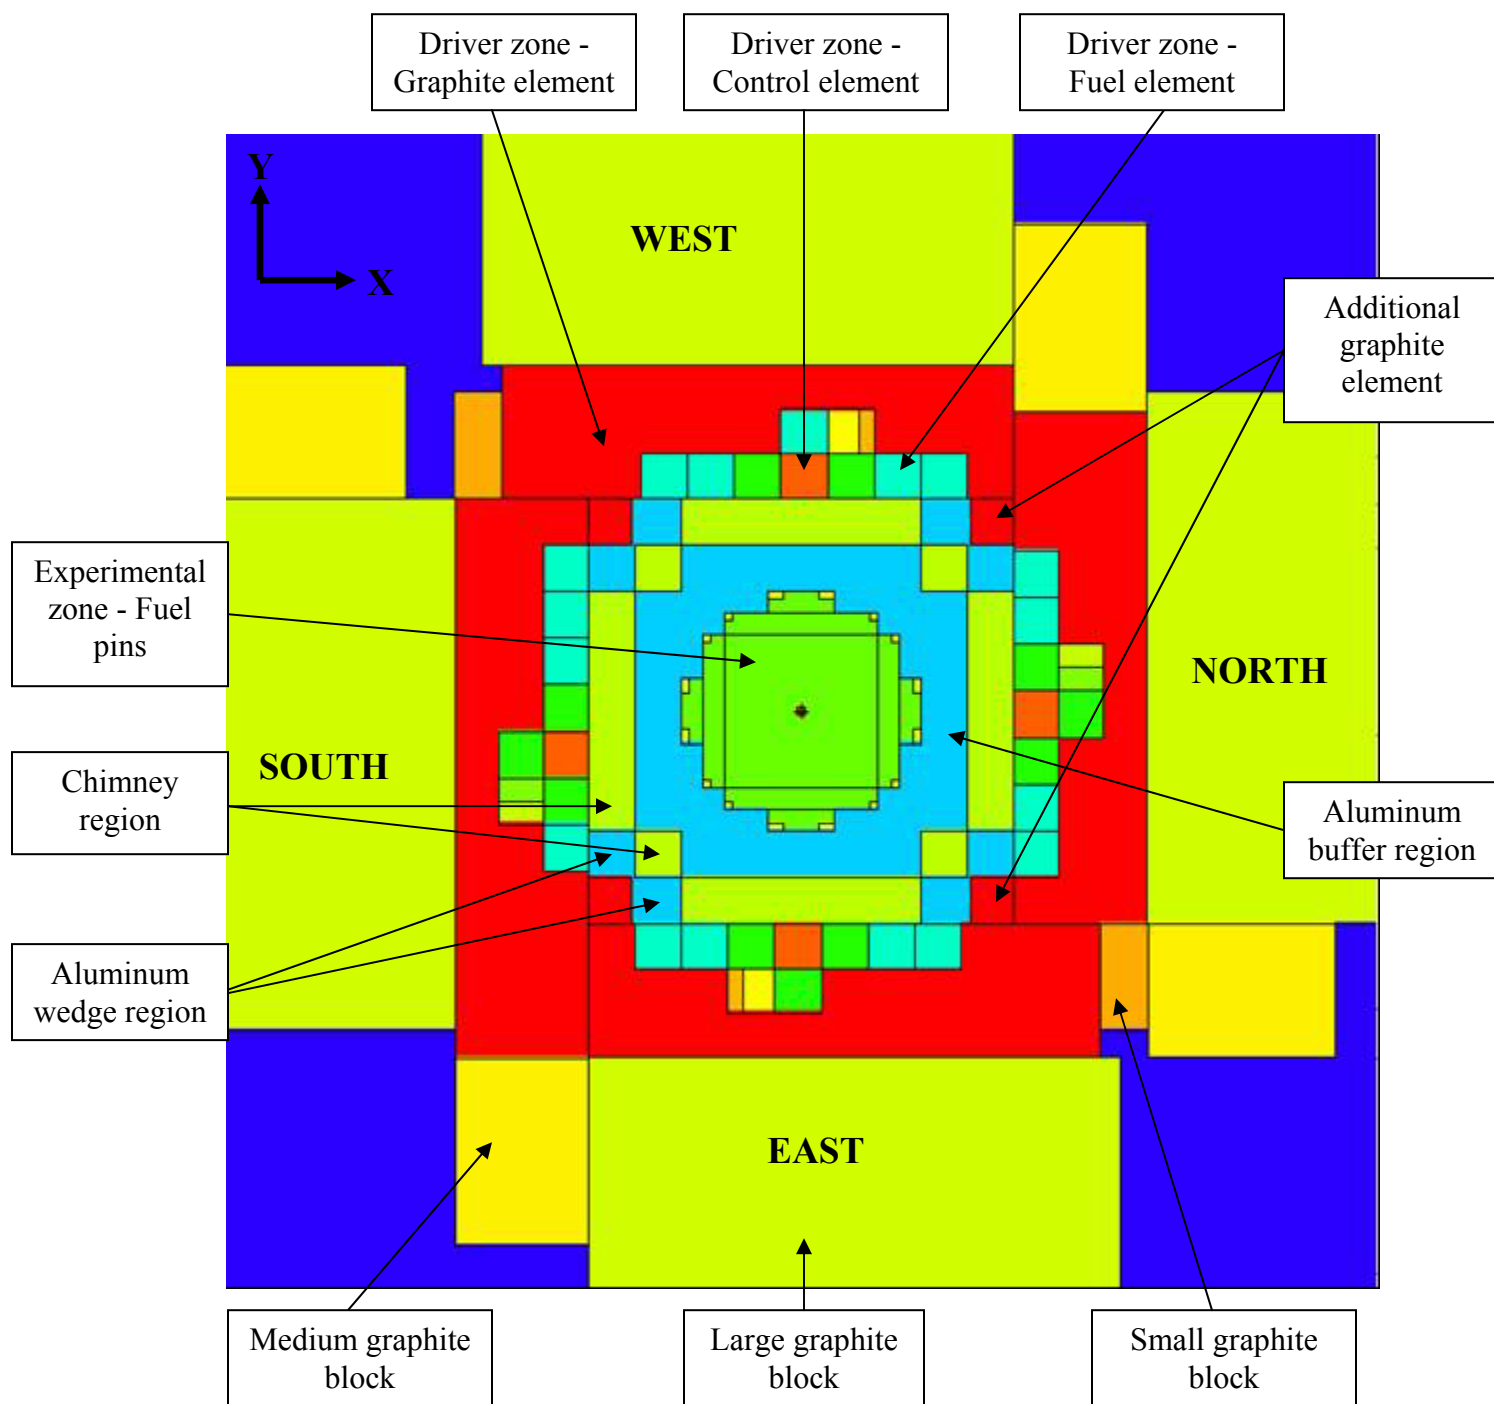 Driver zone -
Graphite element
Driver zone -
Control element
Driver zone -
Fuel element
Y
X
WEST
Additional
graphite
element
Experimental
zone - Fuel
pins
NORTH
SOUTH
Chimney
region
Aluminum
buffer region
Aluminum
wedge region
EAST
Medium graphite
block
Large graphite
block
Small graphite
block